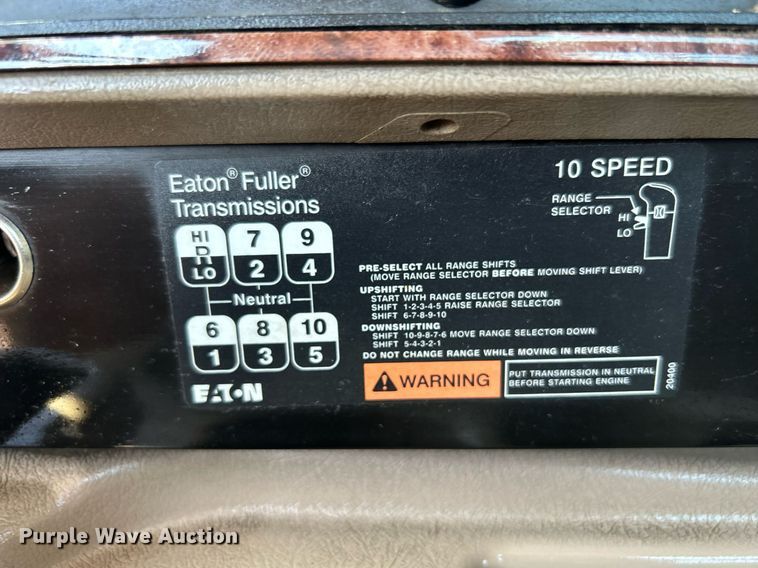 Eaton® Fuller®
Transmissions
10 SPEED
RANGE
SELECTOR
HI
LO
HI
R
LO
7
2
9
4
Neutral
6
1
8
3
10
5
EATON
PRE-SELECT ALL RANGE SHIFTS
(MOVE RANGE SELECTOR BEFORE MOVING SHIFT LEVER)
UPSHIFTING
START WITH RANGE SELECTOR DOWN
SHIFT 1-2-3-4-5 RAISE RANGE SELECTOR
SHIFT 6-7-8-9-10
DOWNSHIFTING
SHIFT 10-9-8-7-6 MOVE RANGE SELECTOR DOWN
SHIFT 5-4-3-2-1
DO NOT CHANGE RANGE WHILE MOVING IN REVERSE
WARNING
PUT TRANSMISSION IN NEUTRAL
BEFORE STARTING ENGINE
20400
Purple Wave Auction